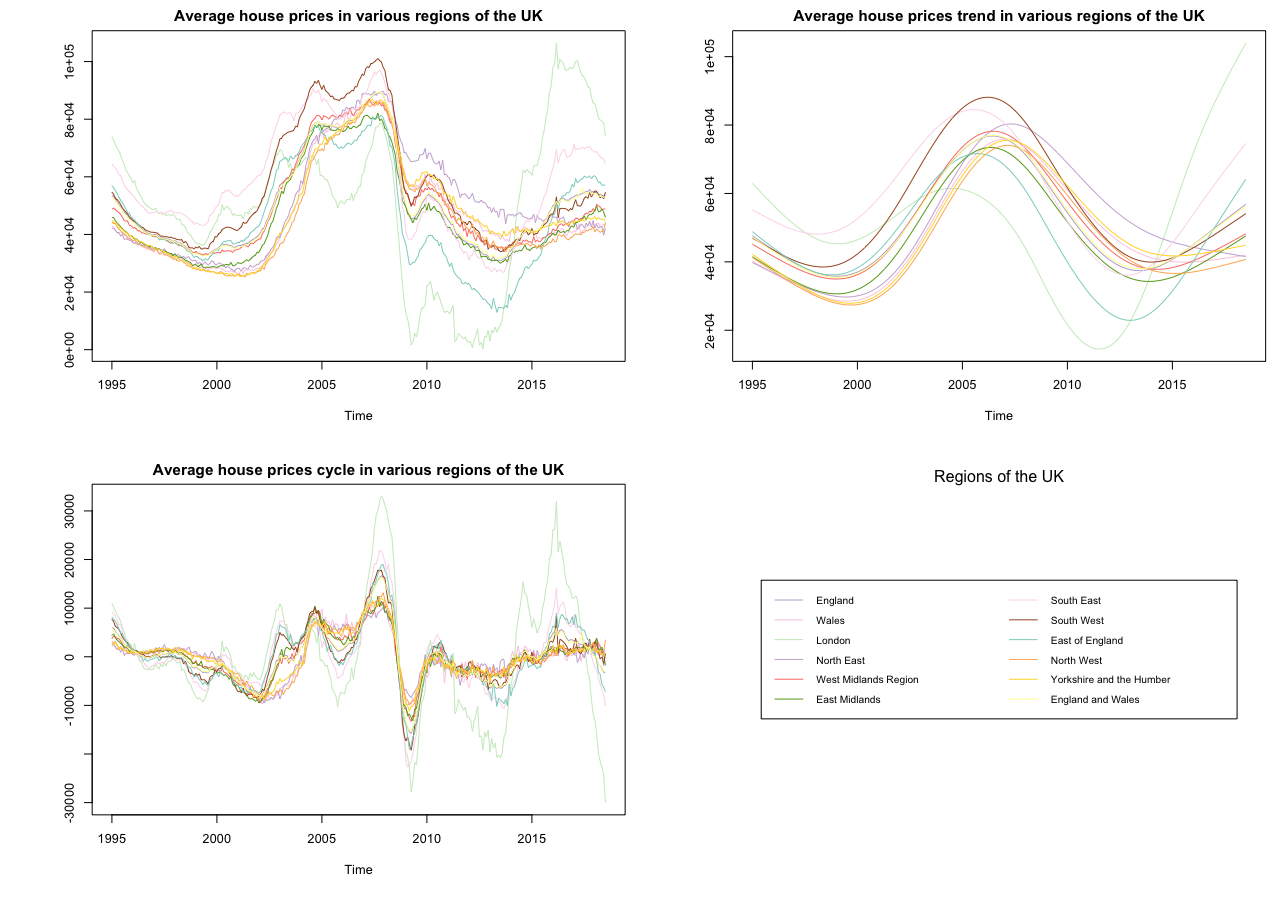 Average house prices in various regions of the UK
1e+05
8e+04
6e+04
4e+04
2e+04
0e+00
1995 2000 2005 2010 2015
Time
Average house prices trend in various regions of the UK
1e+05
8e+04
6e+04
4e+04
2e+04
1995 2000 2005 2010 2015
Time
Average house prices cycle in various regions of the UK
30000
20000
10000
0
-10000
-30000
1995 2000 2005 2010 2015
Time
Regions of the UK
England
Wales
London
North East
West Midlands Region
East Midlands
South East
South West
East of England
North West
Yorkshire and the Humber
England and Wales